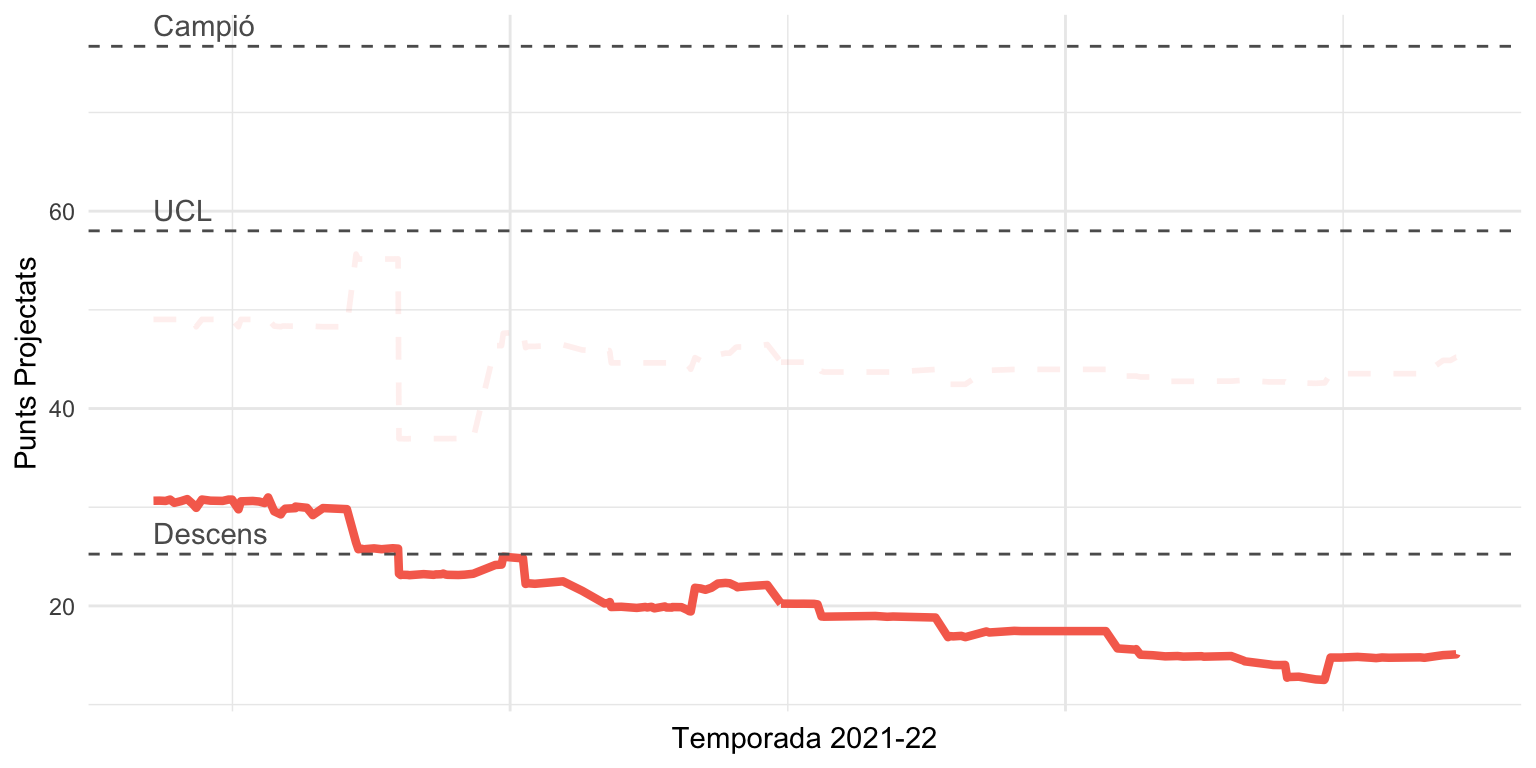 Campió
UCL
60
Punts Projectats
40
Descens
20
Temporada 2021-22